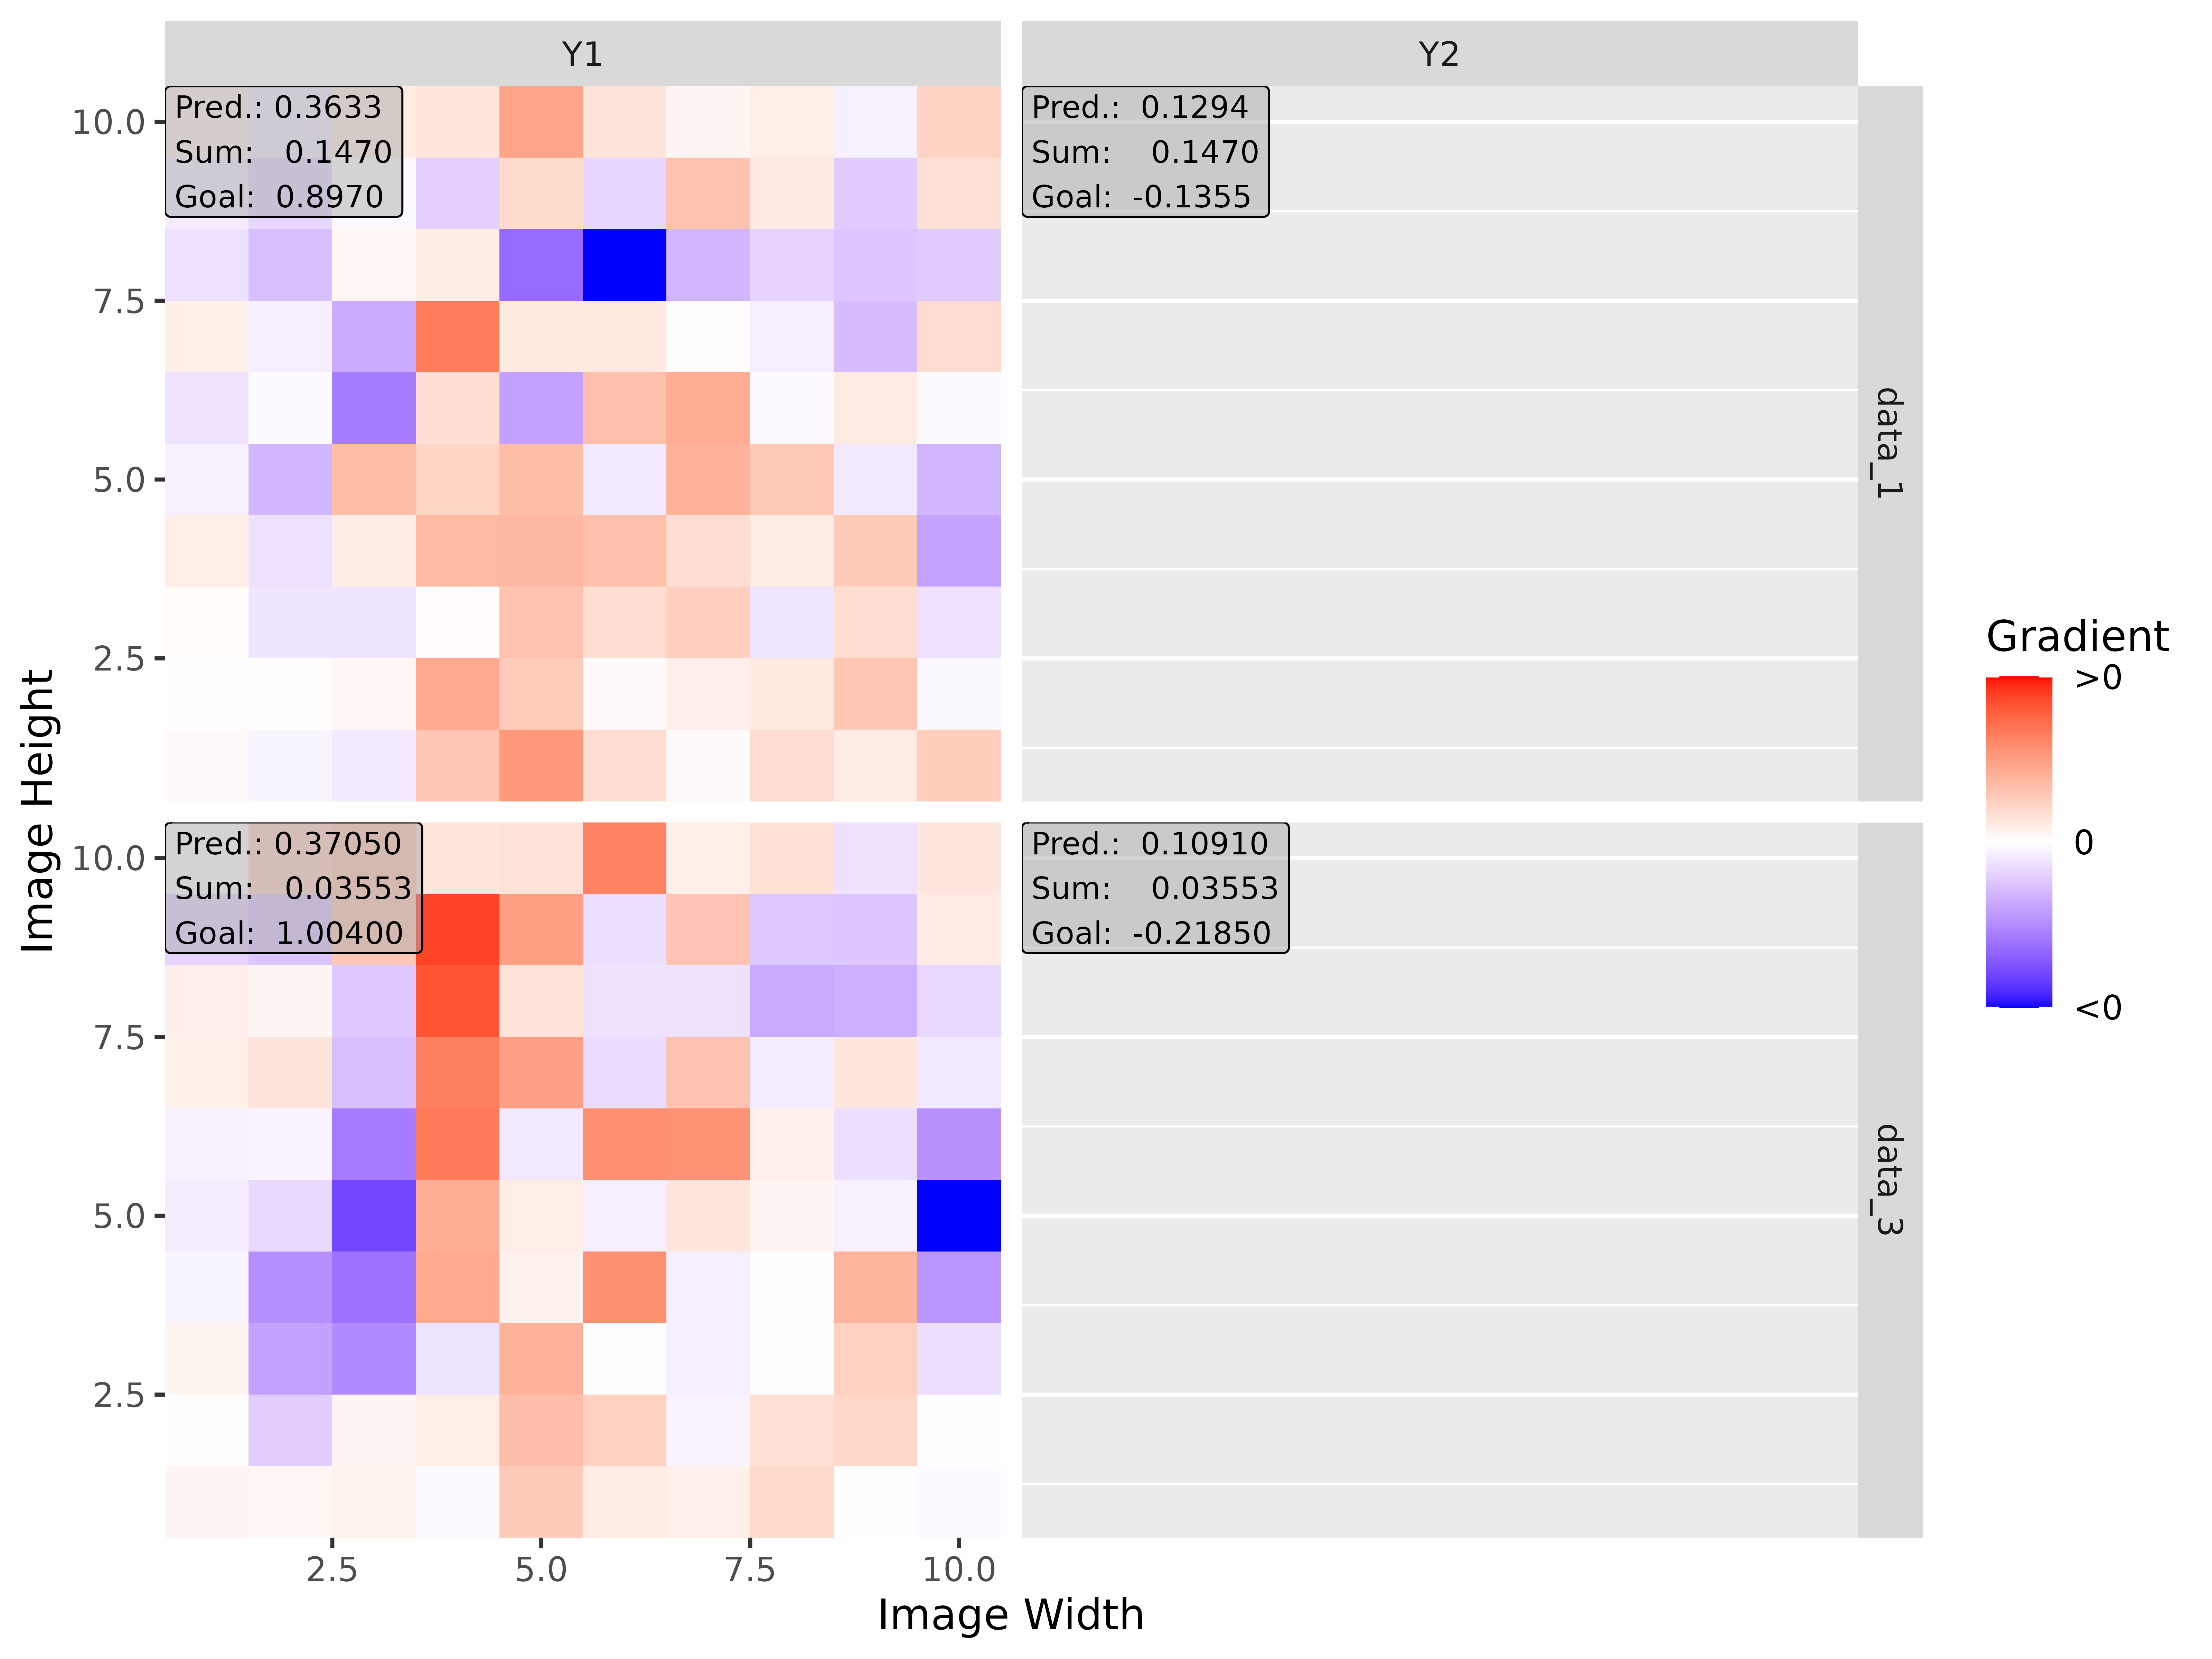 Y1
Y2
Pred.: 0.3633
Sum: 0.1470
Goal: 0.8970
Pred.: 0.1294
Sum: 0.1470
Goal: -0.1355
10.0
7.5
5.0
2.5
data_1
Pred.: 0.37050
Sum: 0.03553
Goal: 1.00400
Pred.: 0.10910
Sum: 0.03553
Goal: -0.21850
10.0
7.5
5.0
2.5
data_3
Image Height
2.5
5.0
7.5
10.0
Image Width
Gradient
>0
0
<0